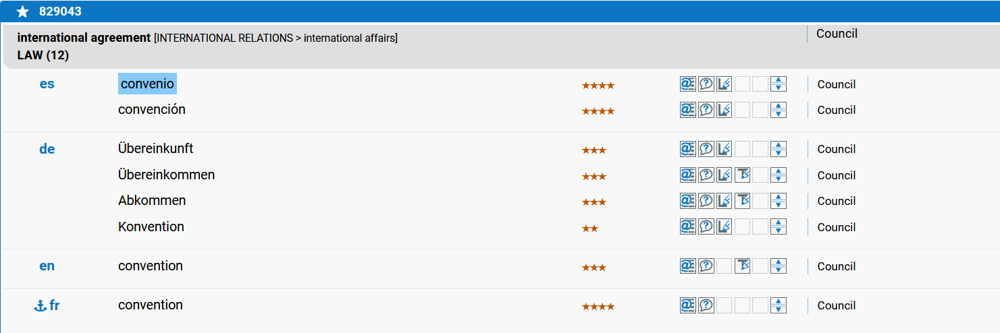 829043
international agreement [INTERNATIONAL RELATIONS > international affairs] Council
LAW (12)
es convenio ★★★★ Council
convención ★★★★ Council
de Übereinkunft ★★★ Council
Übereinkommen ★★★ Council
Abkommen ★★★ Council
Konvention ★★ Council
en convention ★★★ Council
fr convention ★★★★ Council